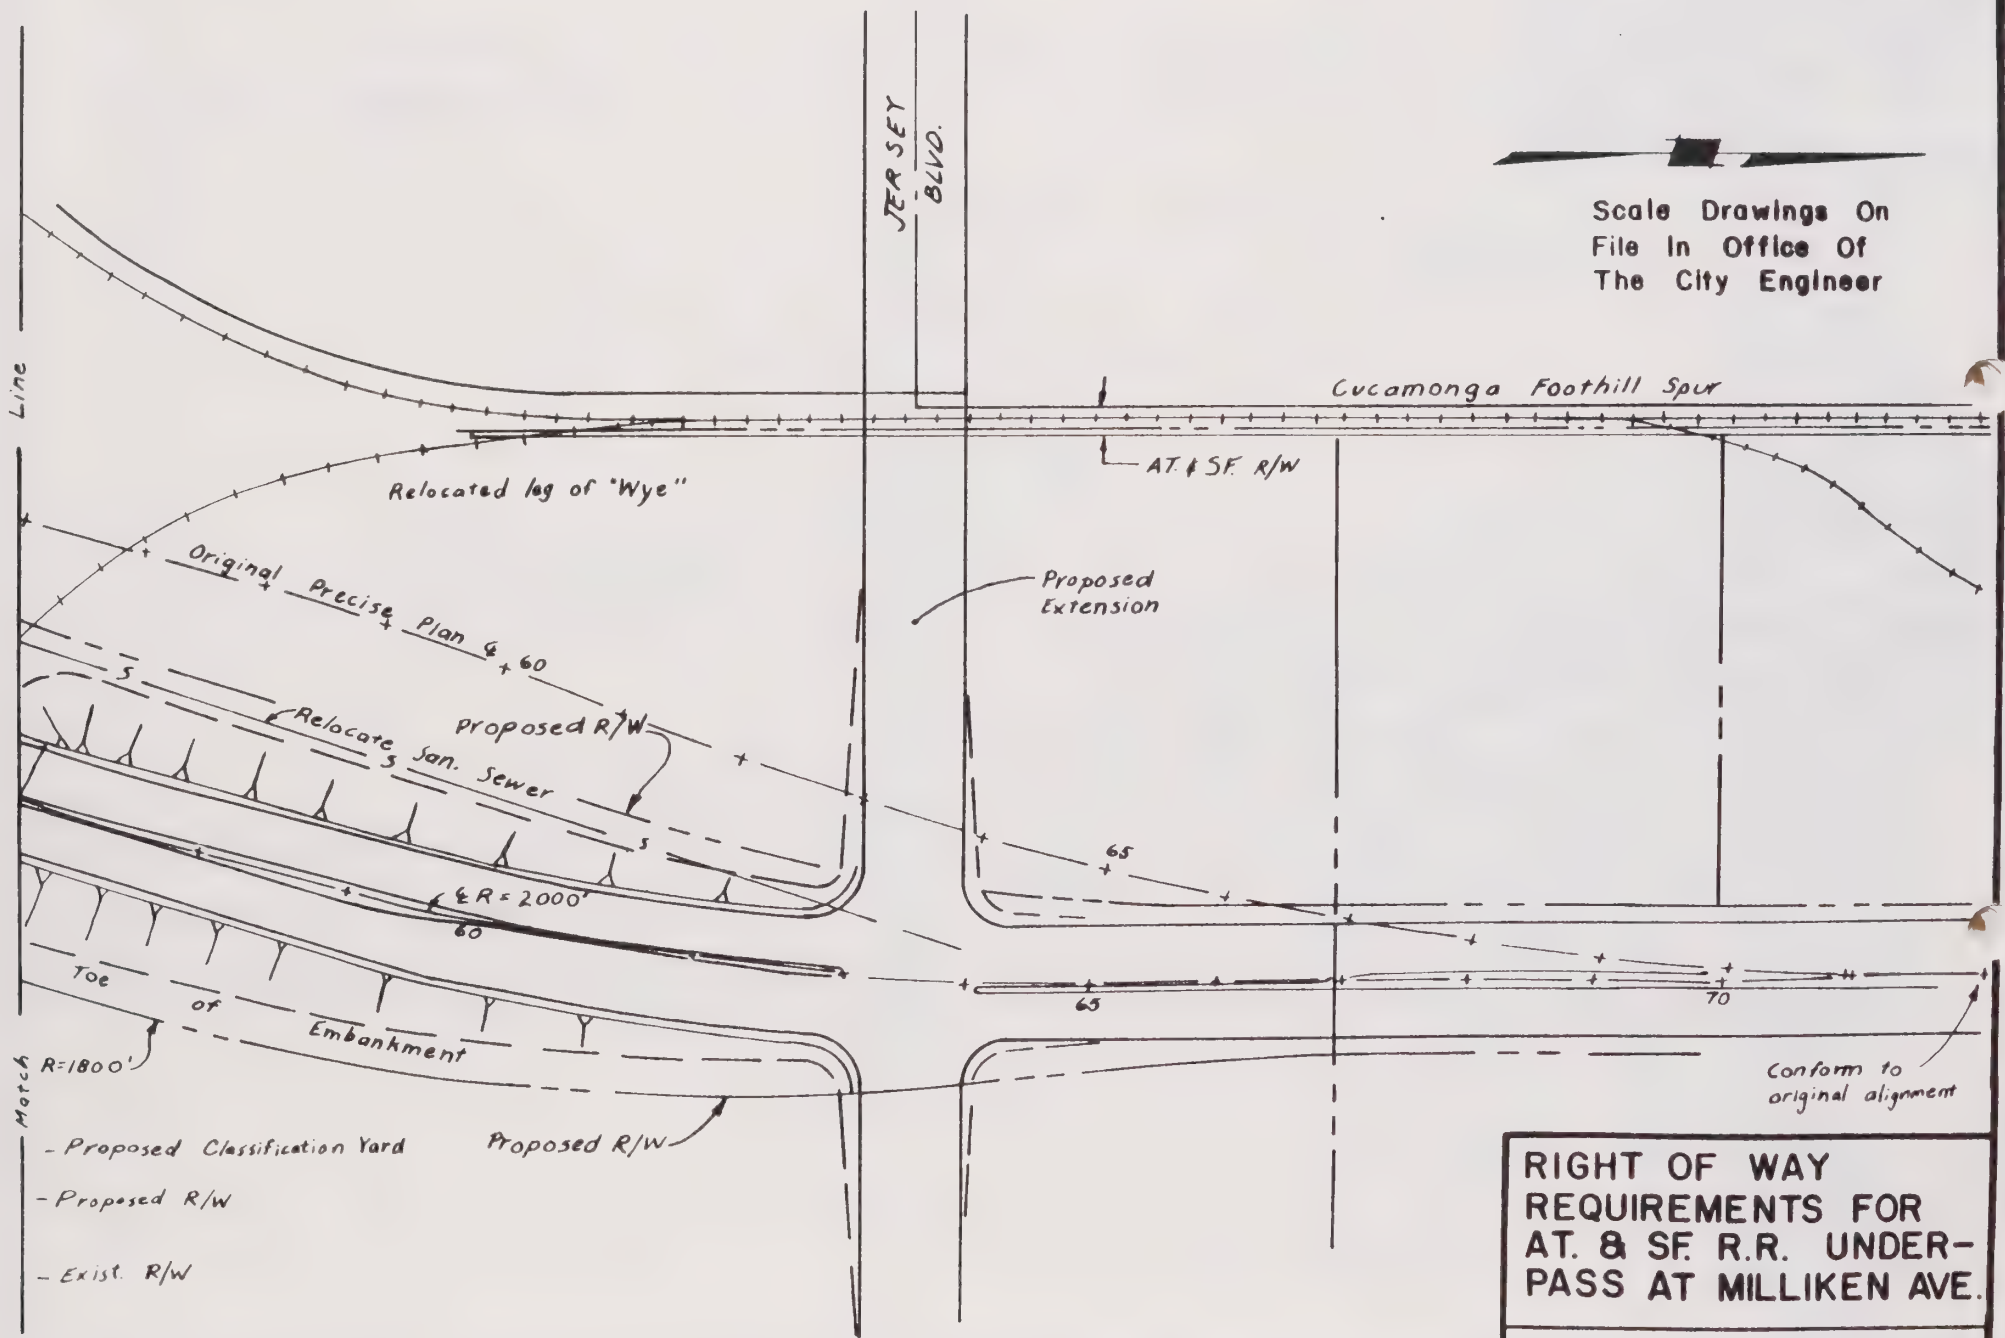 JERSEY
BLVD.
Scale Drawings On
File In Office Of
The City Engineer
Line
Cucamonga Foothill Spur
AT. & SF. R/W
Relocated leg of "Wye"
Original Precise Plan ℄
60
Proposed
Extension
S
Relocate San. Sewer
S
S
Proposed R/W
65
℄ R = 2000'
60
65
70
Toe of Embankment
R=1800'
Match
Conform to
original alignment
- Proposed Classification Yard
Proposed R/W
- Proposed R/W
- Exist. R/W
RIGHT OF WAY
REQUIREMENTS FOR
AT. & SF. R.R. UNDER-
PASS AT MILLIKEN AVE.